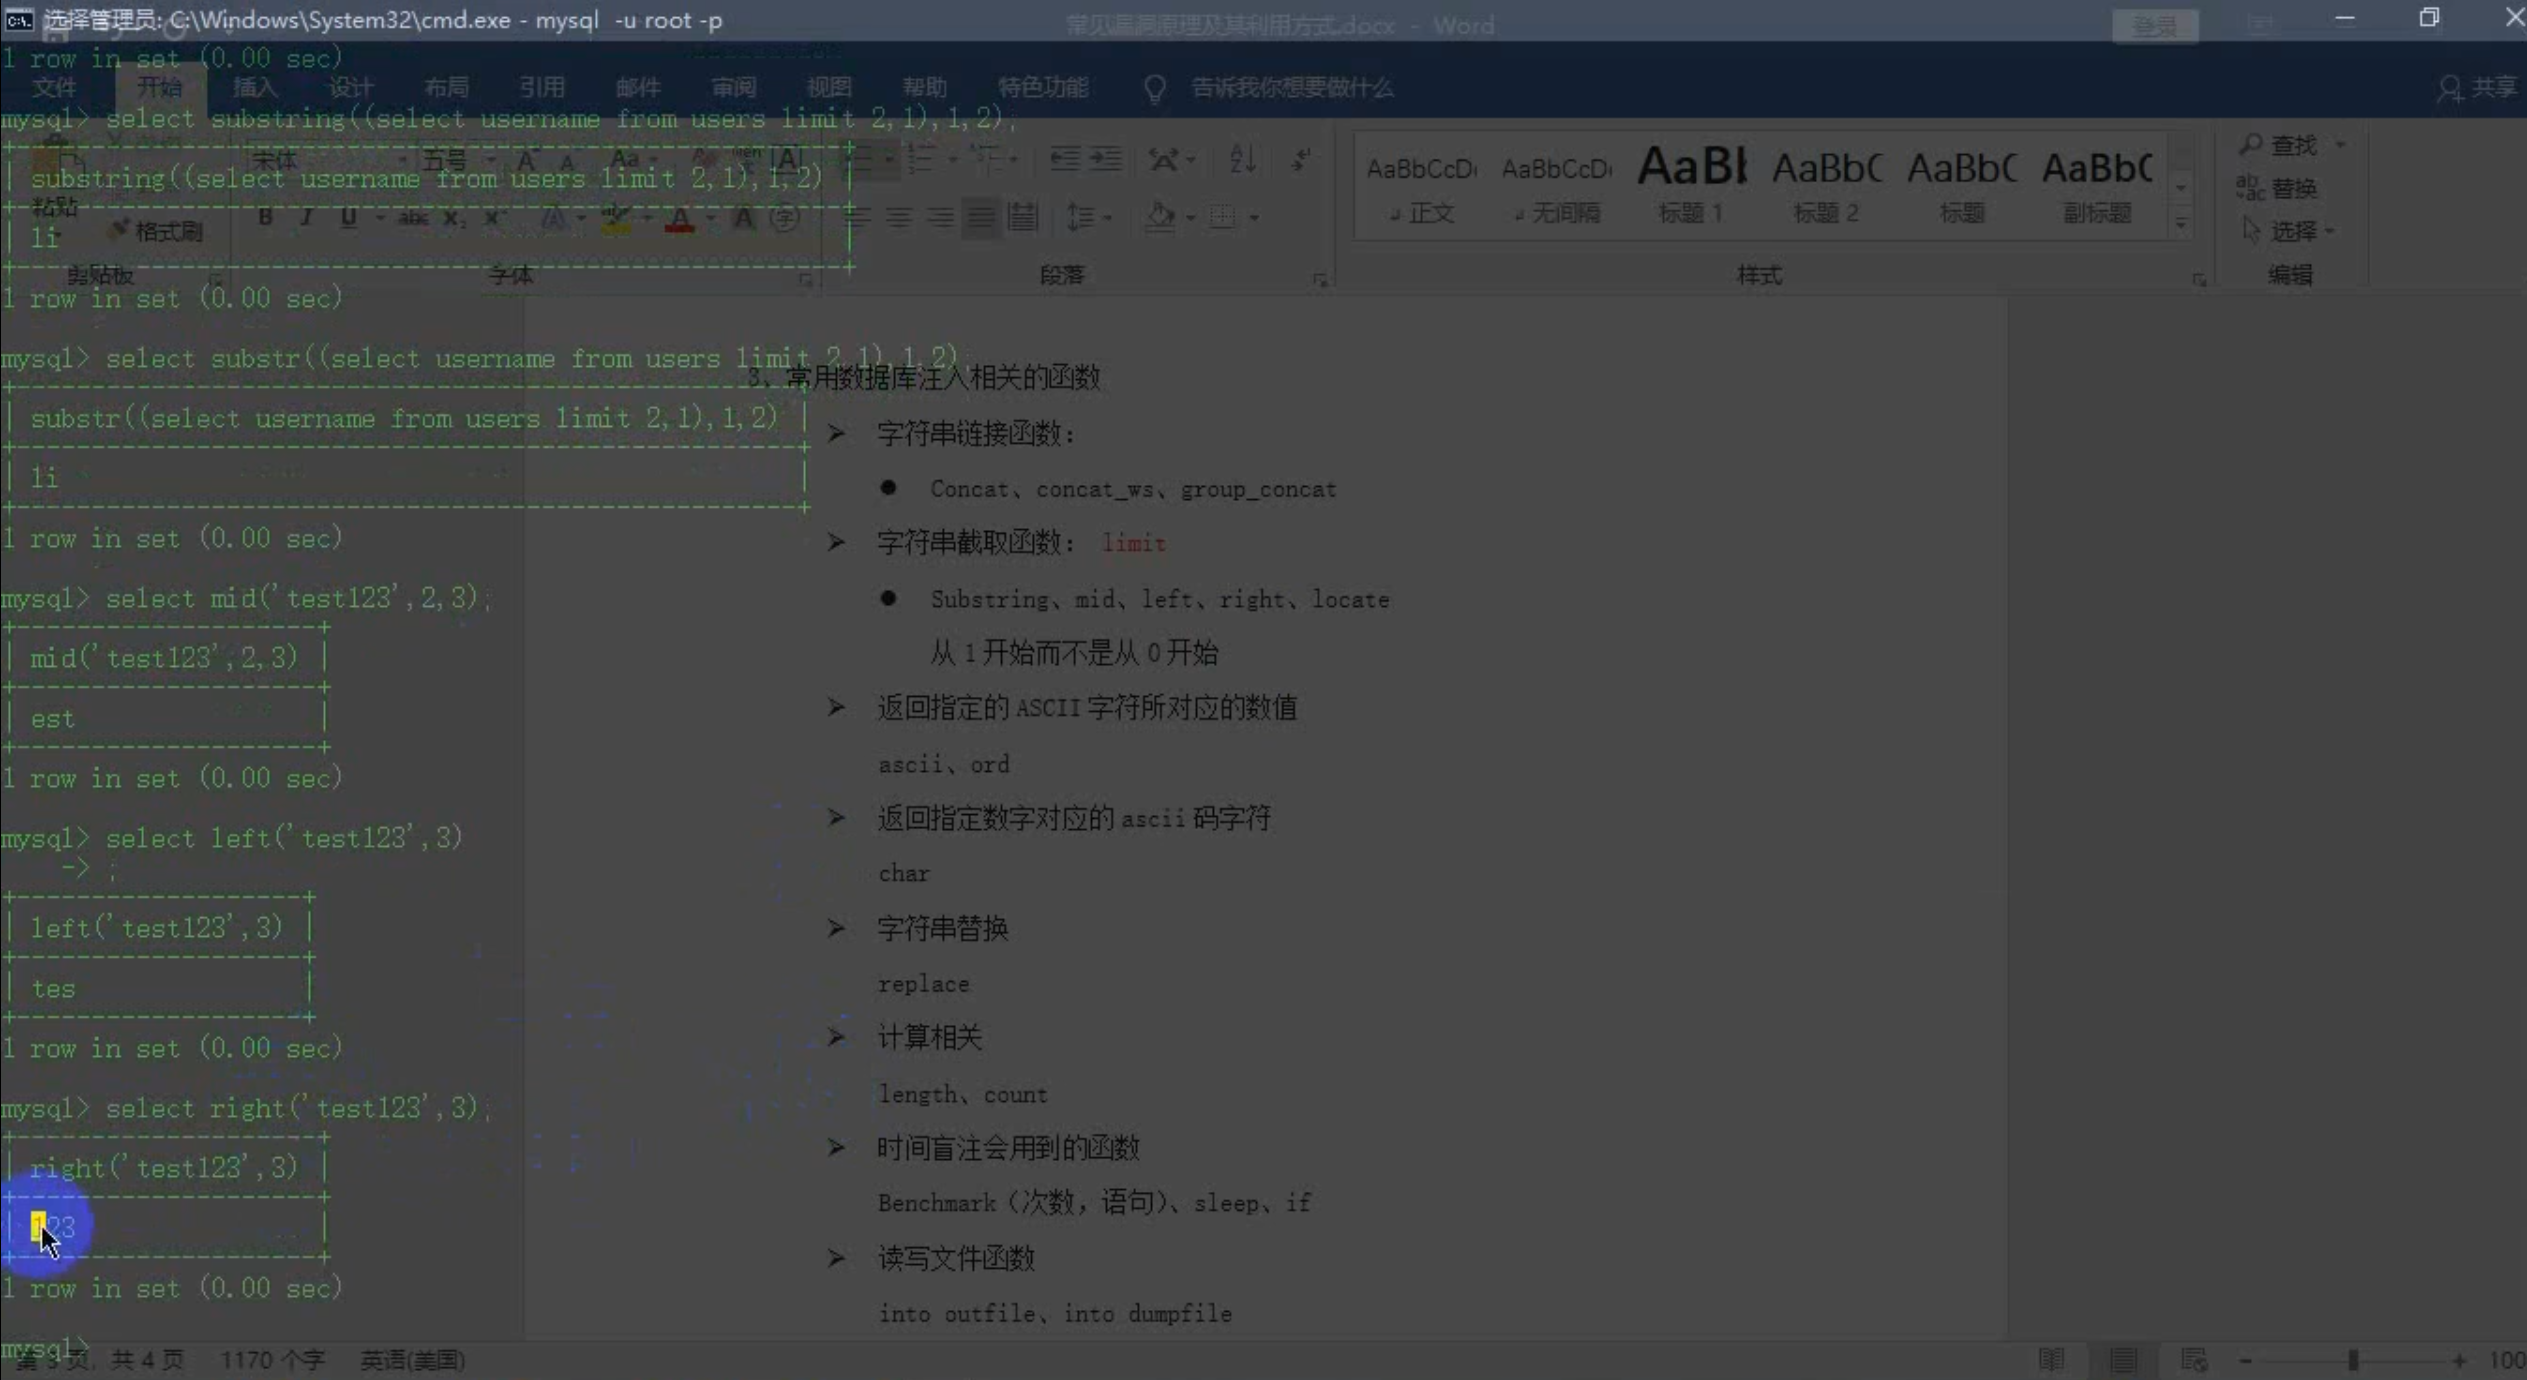 选择管理员: C:\Windows\System32\cmd.exe - mysql  -u root -p
常见漏洞原理及其利用方式.docx - Word
登录
文件 开始 插入 设计 布局 引用 邮件 审阅 视图 帮助 特色功能 告诉我你想要做什么 共享
宋体 五号
粘贴
格式刷
剪贴板 字体 段落 样式 编辑
AaBbCcDı AaBbCcDı AaBl AaBbC AaBbC AaBbC
正文 无间隔 标题 1 标题 2 标题 副标题
查找
替换
选择
1 row in set (0.00 sec)
mysql> select substring((select username from users limit 2,1),1,2);
substring((select username from users limit 2,1),1,2)
li
1 row in set (0.00 sec)
mysql> select substr((select username from users limit 2,1),1,2)
substr((select username from users limit 2,1),1,2)
li
1 row in set (0.00 sec)
mysql> select mid('test123',2,3);
mid('test123',2,3)
est
1 row in set (0.00 sec)
mysql> select left('test123',3)
-> ;
left('test123',3)
tes
1 row in set (0.00 sec)
mysql> select right('test123',3);
right('test123',3)
123
1 row in set (0.00 sec)
mysql>
3、常用数据库注入相关的函数
➢ 字符串链接函数：
● Concat、concat_ws、group_concat
➢ 字符串截取函数： limit
● Substring、mid、left、right、locate
从 1 开始而不是从 0 开始
➢ 返回指定的 ASCII 字符所对应的数值
ascii、ord
➢ 返回指定数字对应的 ascii 码字符
char
➢ 字符串替换
replace
➢ 计算相关
length、count
➢ 时间盲注会用到的函数
Benchmark（次数，语句）、sleep、if
➢ 读写文件函数
into outfile、into dumpfile
第 3 页，共 4 页 1170 个字 英语(美国)
100